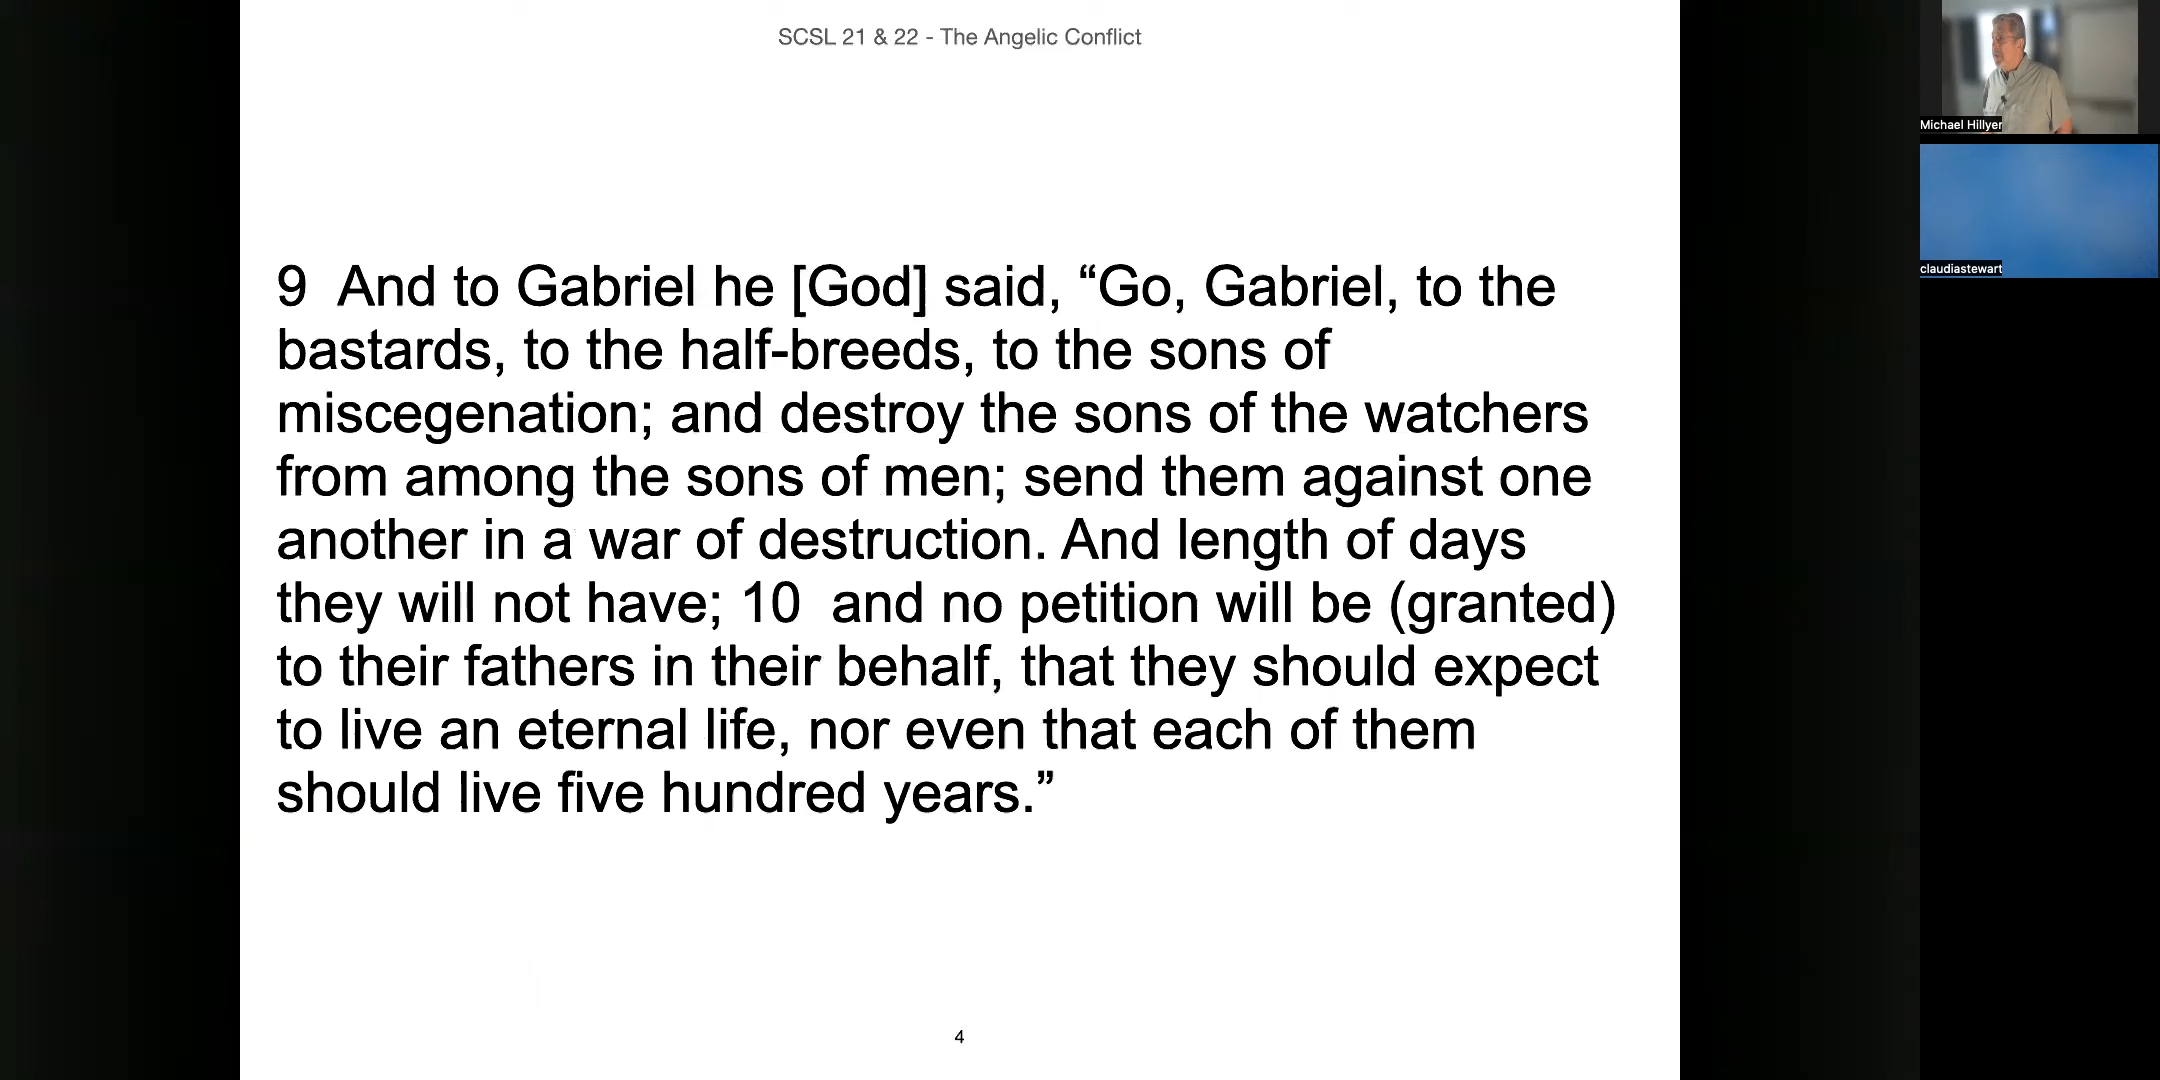 SCSL 21 & 22 - The Angelic Conflict
9  And to Gabriel he [God] said, “Go, Gabriel, to the
bastards, to the half-breeds, to the sons of
miscegenation; and destroy the sons of the watchers
from among the sons of men; send them against one
another in a war of destruction. And length of days
they will not have; 10  and no petition will be (granted)
to their fathers in their behalf, that they should expect
to live an eternal life, nor even that each of them
should live five hundred years.”
4
Michael Hillyer
claudiastewart